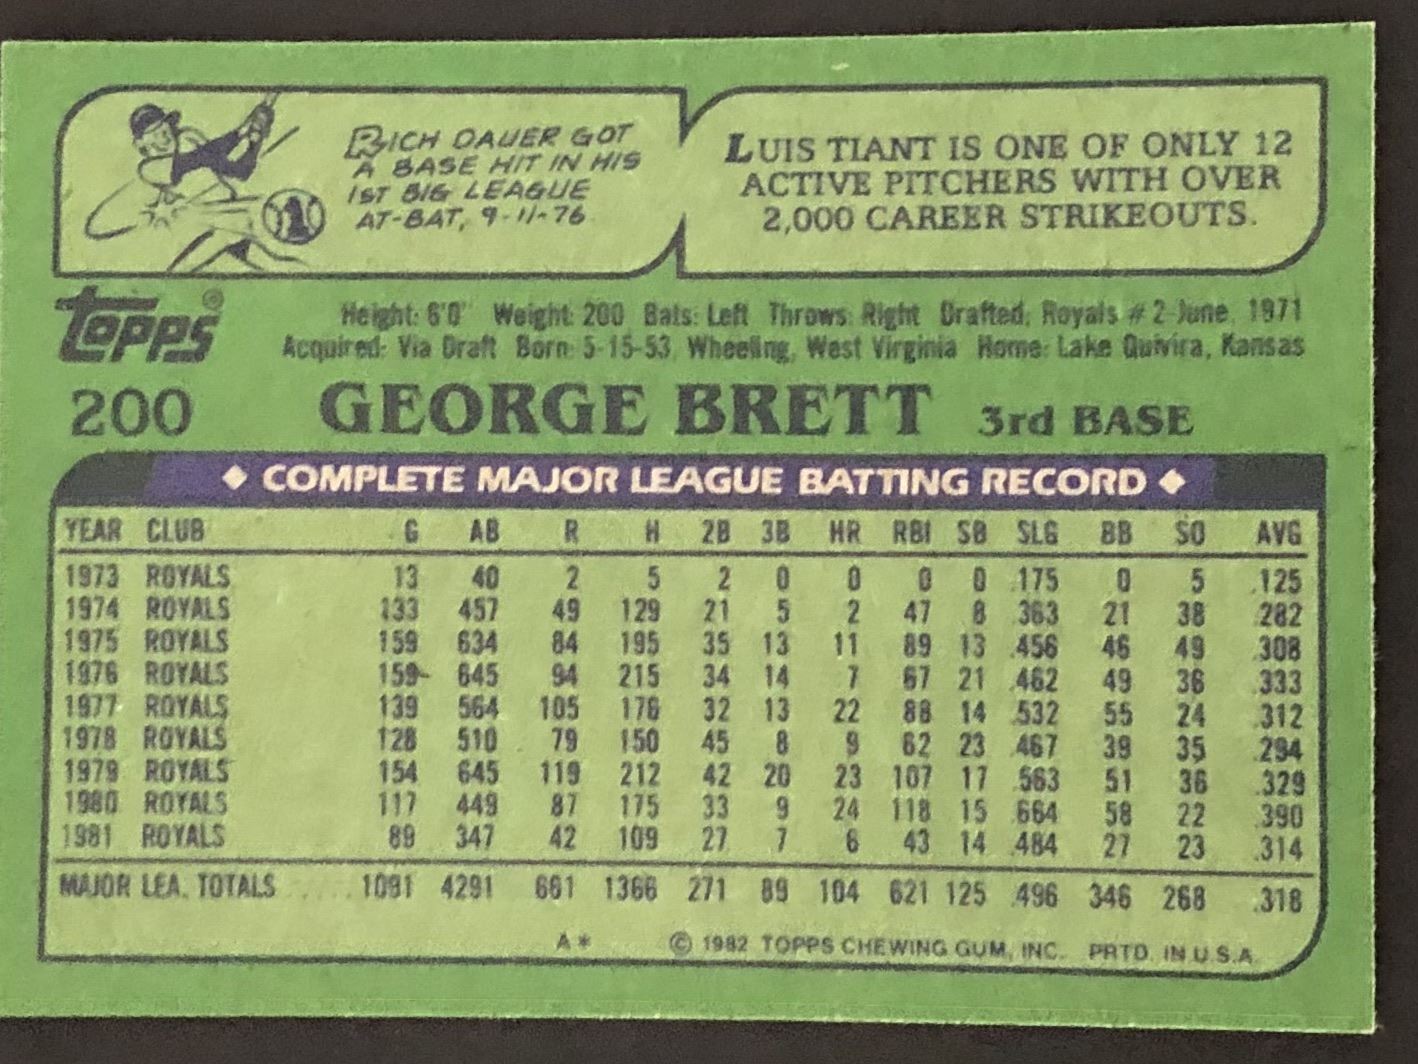 RICH DAUER GOT
A BASE HIT IN HIS
1ST BIG LEAGUE
AT-BAT, 9-11-76
LUIS TIANT IS ONE OF ONLY 12
ACTIVE PITCHERS WITH OVER
2,000 CAREER STRIKEOUTS.
TOPPS®
Height: 6'0" Weight: 200 Bats: Left Throws: Right Drafted: Royals #2-June, 1971
Acquired: Via Draft Born: 5-15-53, Wheeling, West Virginia Home: Lake Quivira, Kansas
200 GEORGE BRETT 3rd BASE
◆ COMPLETE MAJOR LEAGUE BATTING RECORD ◆
YEAR CLUB G AB R H 2B 3B HR RBI SB SLG BB SO AVG
1973 ROYALS 13 40 2 5 2 0 0 0 0 .175 0 5 .125
1974 ROYALS 133 457 49 129 21 5 2 47 8 .363 21 38 .282
1975 ROYALS 159 634 84 195 35 13 11 89 13 .456 46 49 .308
1976 ROYALS 159 645 94 215 34 14 7 67 21 .462 49 36 .333
1977 ROYALS 139 564 105 176 32 13 22 88 14 .532 55 24 .312
1978 ROYALS 128 510 79 150 45 8 9 62 23 .467 39 35 .294
1979 ROYALS 154 645 119 212 42 20 23 107 17 .563 51 36 .329
1980 ROYALS 117 449 87 175 33 9 24 118 15 .664 58 22 .390
1981 ROYALS 89 347 42 109 27 7 6 43 14 .484 27 23 .314
MAJOR LEA. TOTALS 1091 4291 661 1366 271 89 104 621 125 .496 346 268 .318
A* © 1982 TOPPS CHEWING GUM, INC. PRTD. IN U.S.A.